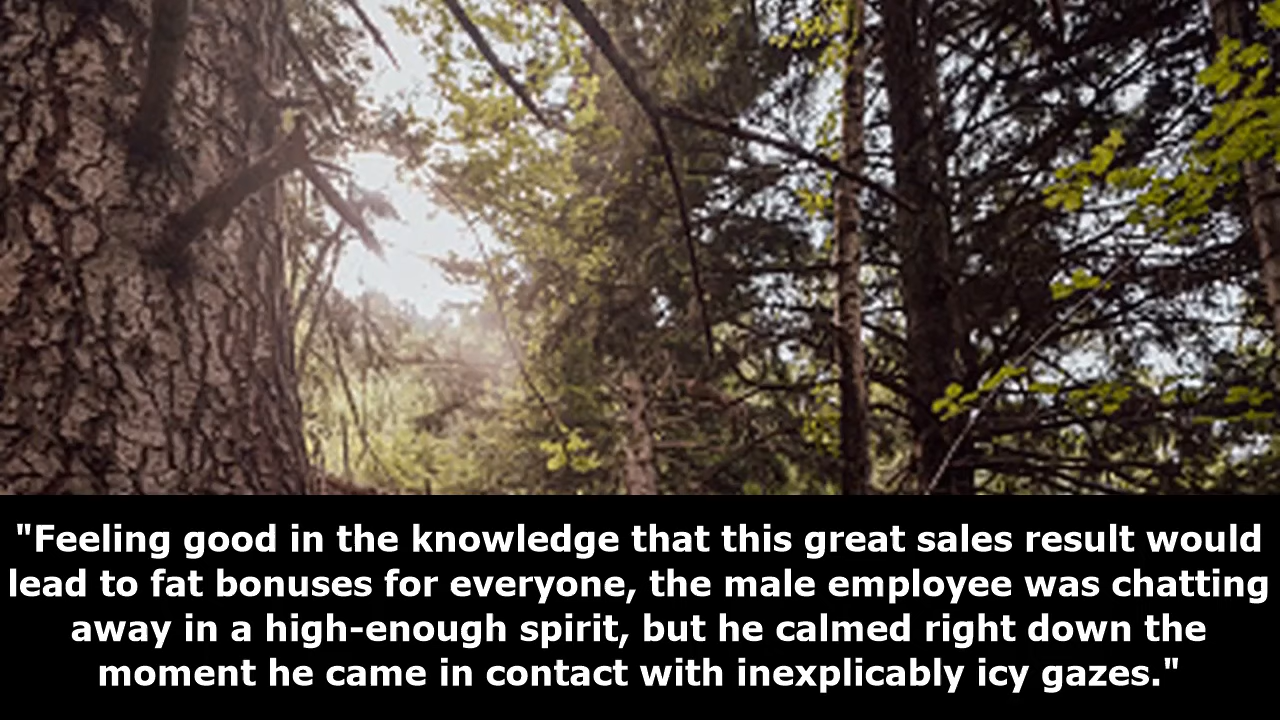 "Feeling good in the knowledge that this great sales result would
lead to fat bonuses for everyone, the male employee was chatting
away in a high-enough spirit, but he calmed right down the
moment he came in contact with inexplicably icy gazes."